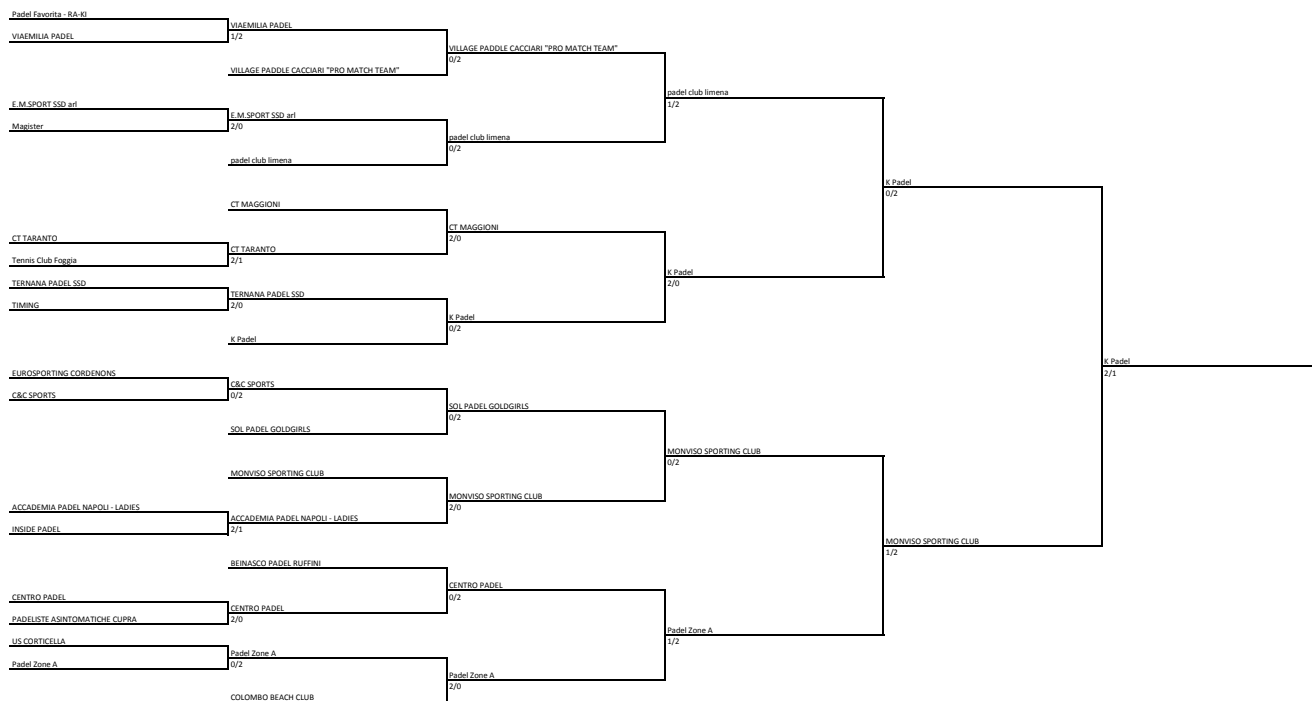 Padel Favorita - RA-KI
VIAEMILIA PADEL
VIAEMILIA PADEL
1/2
VILLAGE PADDLE CACCIARI "PRO MATCH TEAM"
0/2
VILLAGE PADDLE CACCIARI "PRO MATCH TEAM"
padel club limena
1/2
E.M.SPORT SSD arl
E.M.SPORT SSD arl
Magister
2/0
padel club limena
0/2
padel club limena
K Padel
0/2
CT MAGGIONI
CT MAGGIONI
2/0
CT TARANTO
CT TARANTO
Tennis Club Foggia
2/1
K Padel
2/0
TERNANA PADEL SSD
TERNANA PADEL SSD
TIMING
2/0
K Padel
0/2
K Padel
K Padel
2/1
EUROSPORTING CORDENONS
C&C SPORTS
C&C SPORTS
0/2
SOL PADEL GOLDGIRLS
0/2
SOL PADEL GOLDGIRLS
MONVISO SPORTING CLUB
0/2
MONVISO SPORTING CLUB
MONVISO SPORTING CLUB
2/0
ACCADEMIA PADEL NAPOLI - LADIES
ACCADEMIA PADEL NAPOLI - LADIES
INSIDE PADEL
2/1
MONVISO SPORTING CLUB
1/2
BEINASCO PADEL RUFFINI
CENTRO PADEL
0/2
CENTRO PADEL
CENTRO PADEL
PADELISTE ASINTOMATICHE CUPRA
2/0
Padel Zone A
1/2
US CORTICELLA
Padel Zone A
Padel Zone A
0/2
Padel Zone A
2/0
COLOMBO BEACH CLUB